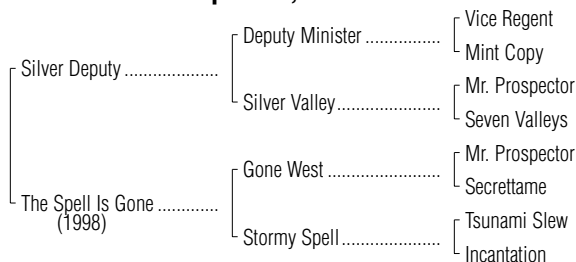 Vice Regent
Deputy Minister ................
Mint Copy
Silver Deputy ....................
Mr. Prospector
Silver Valley......................
Seven Valleys
Mr. Prospector
Gone West .......................
Secrettame
The Spell Is Gone .............
(1998)
Tsunami Slew
Stormy Spell.....................
Incantation